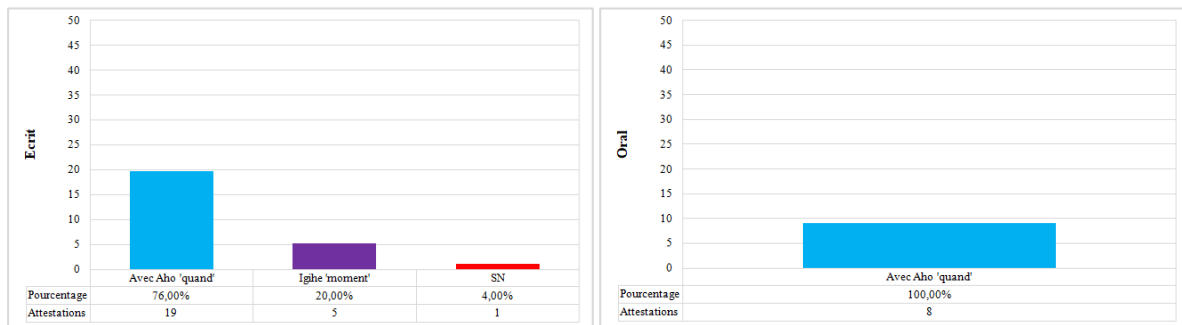 50
45
40
35
30
25
20
15
10
5
0
Ecrit
Avec Aho 'quand' Igihe 'moment' SN
Pourcentage 76,00% 20,00% 4,00%
Attestations 19 5 1
50
45
40
35
30
25
20
15
10
5
0
Oral
Avec Aho 'quand'
Pourcentage 100,00%
Attestations 8